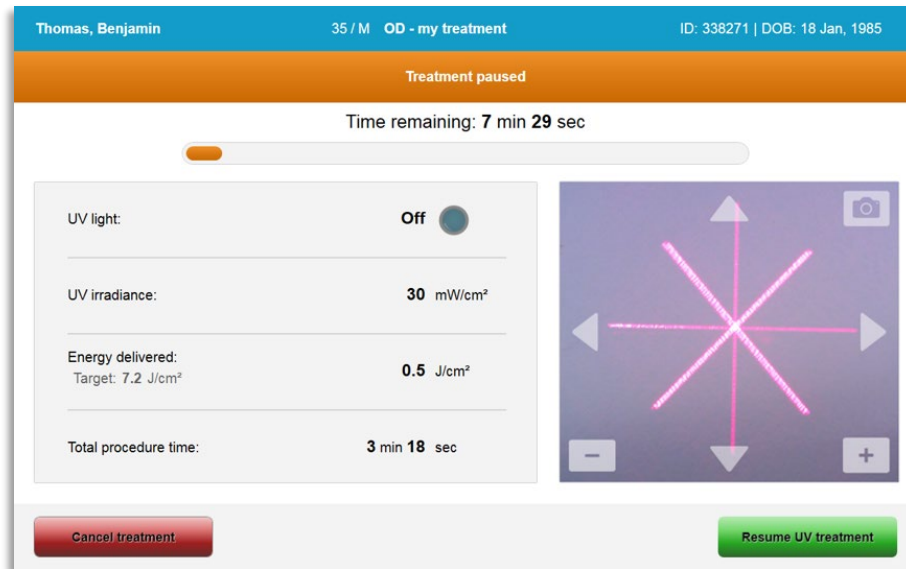 Thomas, Benjamin 35 / M OD - my treatment ID: 338271 | DOB: 18 Jan, 1985
Treatment paused
Time remaining: 7 min 29 sec
UV light: Off
UV irradiance: 30 mW/cm²
Energy delivered:
Target: 7.2 J/cm² 0.5 J/cm²
Total procedure time: 3 min 18 sec
Cancel treatment Resume UV treatment